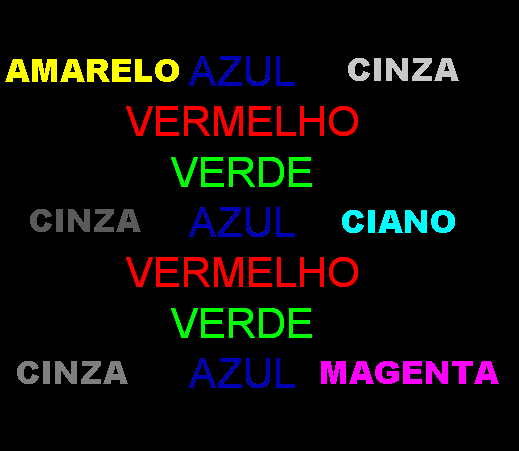 AMARELO AZUL CINZA
VERMELHO
VERDE
CINZA AZUL CIANO
VERMELHO
VERDE
CINZA AZUL MAGENTA